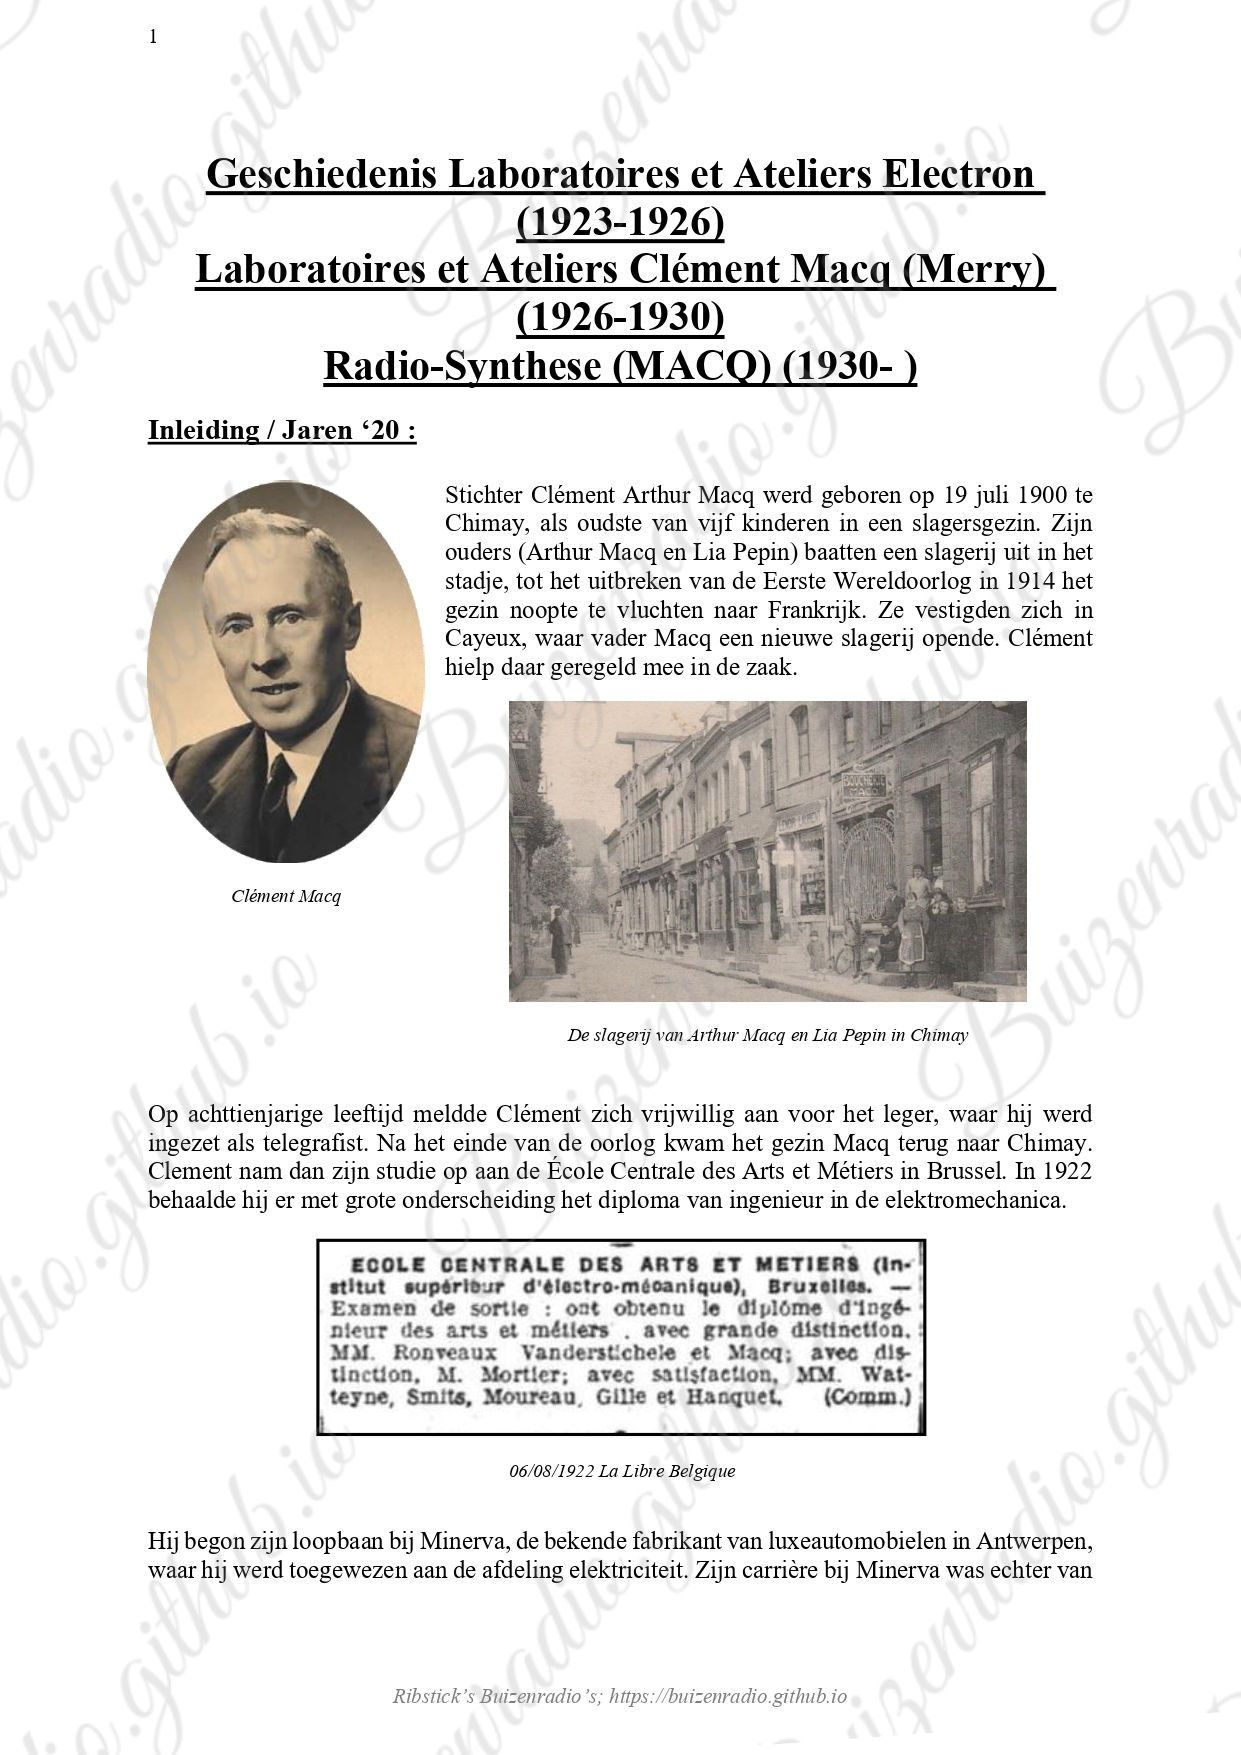 1
Geschiedenis Laboratoires et Ateliers Electron
(1923-1926)
Laboratoires et Ateliers Clément Macq (Merry)
(1926-1930)
Radio-Synthese (MACQ) (1930- )
Inleiding / Jaren ‘20 :
Stichter Clément Arthur Macq werd geboren op 19 juli 1900 te
Chimay, als oudste van vijf kinderen in een slagersgezin. Zijn
ouders (Arthur Macq en Lia Pepin) baatten een slagerij uit in het
stadje, tot het uitbreken van de Eerste Wereldoorlog in 1914 het
gezin noopte te vluchten naar Frankrijk. Ze vestigden zich in
Cayeux, waar vader Macq een nieuwe slagerij opende. Clément
hielp daar geregeld mee in de zaak.
BOUCHERIE
MACQ
Clément Macq
De slagerij van Arthur Macq en Lia Pepin in Chimay
Op achttienjarige leeftijd meldde Clément zich vrijwillig aan voor het leger, waar hij werd
ingezet als telegrafist. Na het einde van de oorlog kwam het gezin Macq terug naar Chimay.
Clement nam dan zijn studie op aan de École Centrale des Arts et Métiers in Brussel. In 1922
behaalde hij er met grote onderscheiding het diploma van ingenieur in de elektromechanica.
ECOLE CENTRALE DES ARTS ET METIERS (In-
stitut supérieur d'électro-mécanique), Bruxelles. —
Examen de sortie : ont obtenu le diplôme d'ingé-
nieur des arts et métiers . avec grande distinction,
MM. Ronveaux Vanderstichele et Macq; avec dis-
tinction, M. Mortier; avec satisfaction, MM. Wat-
teyne, Smits, Moureau, Gille et Hanquet. (Comm.)
06/08/1922 La Libre Belgique
Hij begon zijn loopbaan bij Minerva, de bekende fabrikant van luxeautomobielen in Antwerpen,
waar hij werd toegewezen aan de afdeling elektriciteit. Zijn carrière bij Minerva was echter van
Ribstick’s Buizenradio’s; https://buizenradio.github.io
Buizenradio.github.io